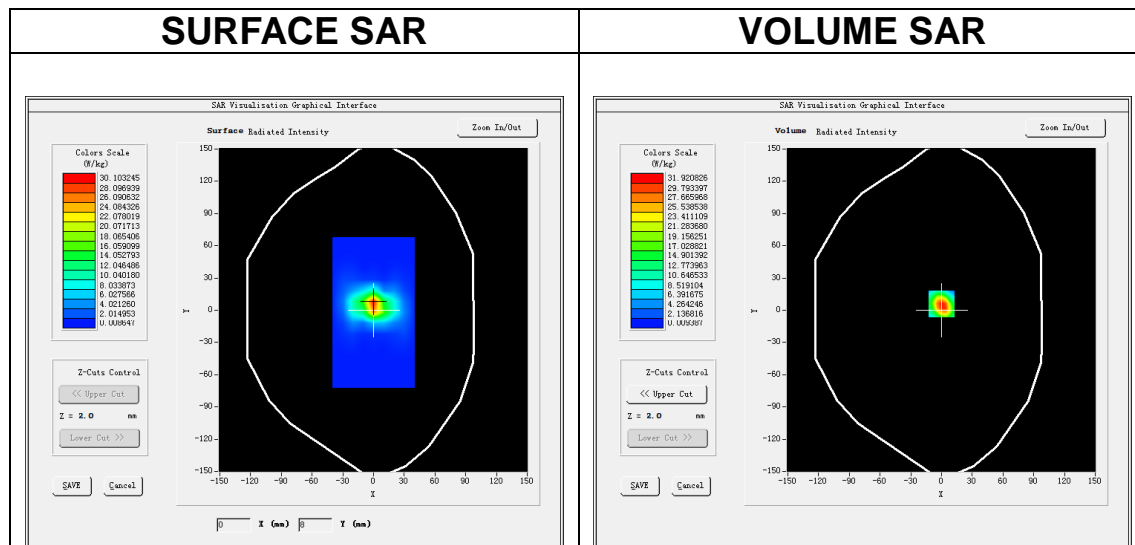 SURFACE SAR
VOLUME SAR
SAR Visualisation Graphical Interface
Surface Radiated Intensity
Zoom In/Out
Colors Scale
(W/kg)
30.103245
28.096939
26.090632
24.084326
22.078019
20.071713
18.065406
16.059099
14.052793
12.046486
10.040180
8.033873
6.027566
4.021260
2.014953
0.008647
150
120
90
60
30
0
-30
-60
-90
-120
-150
Y
-150 -120 -90 -60 -30 0 30 60 90 120 150
X
Z-Cuts Control
<< Upper Cut
Z = 2.0 mm
Lower Cut >>
SAVE Cancel
0 X (mm) 8 Y (mm)
SAR Visualisation Graphical Interface
Volume Radiated Intensity
Zoom In/Out
Colors Scale
(W/kg)
31.920826
29.793397
27.665968
25.538538
23.411109
21.283680
19.156251
17.028821
14.901392
12.773963
10.646533
8.519104
6.391675
4.264246
2.136816
0.009387
150
120
90
60
30
0
-30
-60
-90
-120
-150
Y
-150 -120 -90 -60 -30 0 30 60 90 120 150
X
Z-Cuts Control
<< Upper Cut
Z = 2.0 mm
Lower Cut >>
SAVE Cancel